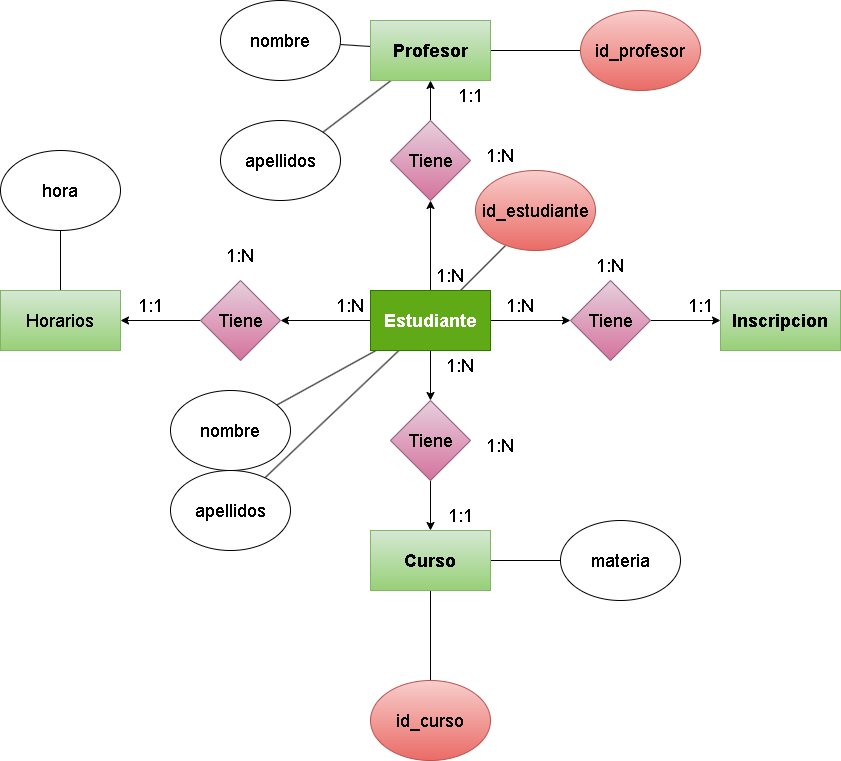 nombre
Profesor
id_profesor
1:1
apellidos
Tiene
1:N
hora
id_estudiante
1:N
1:N
1:N
Horarios
1:1
Tiene
1:N
Estudiante
1:N
Tiene
1:1
Inscripcion
1:N
nombre
Tiene
1:N
apellidos
1:1
Curso
materia
id_curso